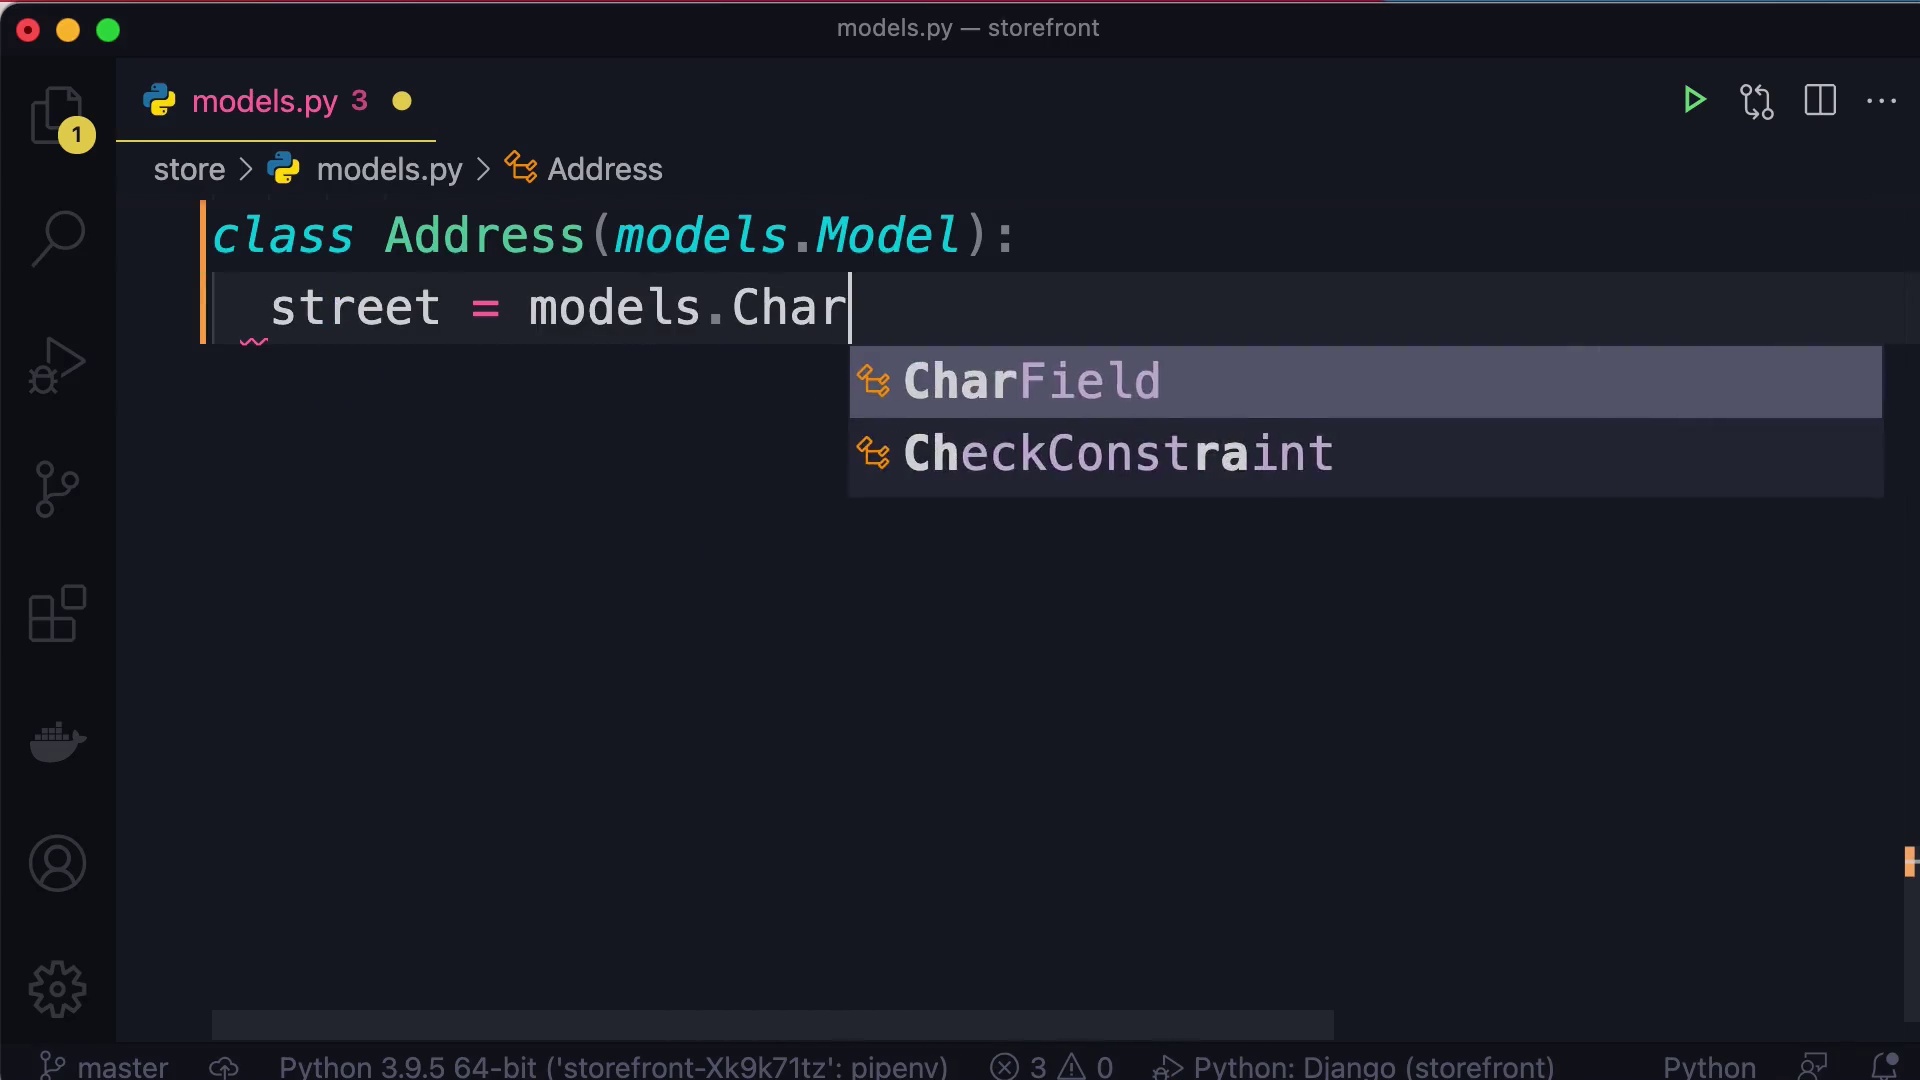 models.py — storefront
models.py 3
1
store > models.py > Address
class Address(models.Model):
street = models.Char
CharField
CheckConstraint
master
Python 3.9.5 64-bit ('storefront-Xk9k71tz': pipenv)
3
0
Python: Django (storefront)
Python